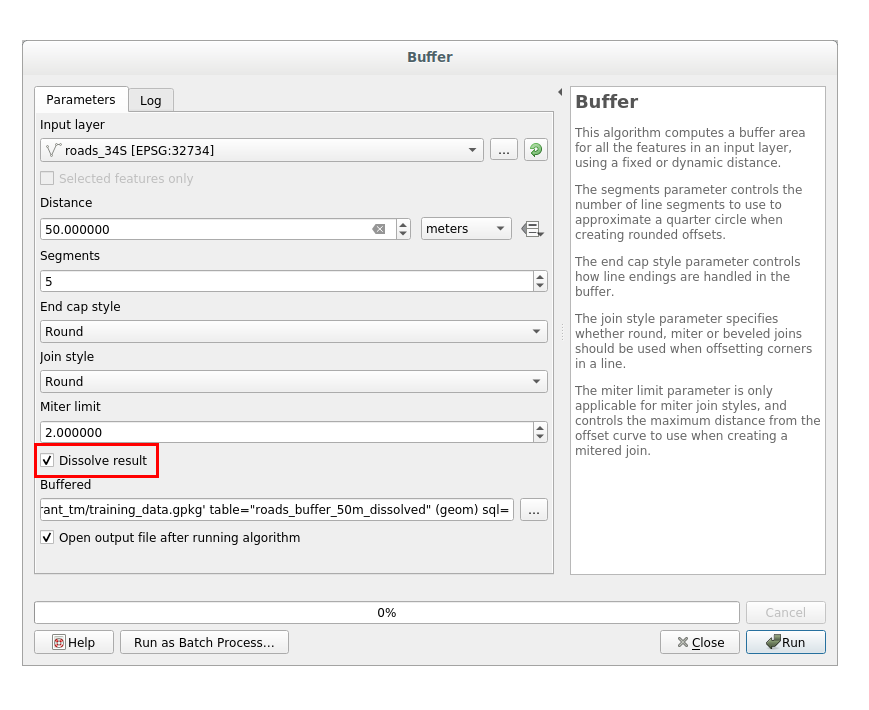 Buffer
Parameters
Log
Input layer
roads_34S [EPSG:32734]
...
Selected features only
Distance
50.000000
meters
Segments
5
End cap style
Round
Join style
Round
Miter limit
2.000000
Dissolve result
Buffered
rant_tm/training_data.gpkg' table="roads_buffer_50m_dissolved" (geom) sql=
...
Open output file after running algorithm
Buffer
This algorithm computes a buffer area
for all the features in an input layer,
using a fixed or dynamic distance.
The segments parameter controls the
number of line segments to use to
approximate a quarter circle when
creating rounded offsets.
The end cap style parameter controls
how line endings are handled in the
buffer.
The join style parameter specifies
whether round, miter or beveled joins
should be used when offsetting corners
in a line.
The miter limit parameter is only
applicable for miter join styles, and
controls the maximum distance from the
offset curve to use when creating a
mitered join.
0%
Cancel
Help
Run as Batch Process...
Close
Run